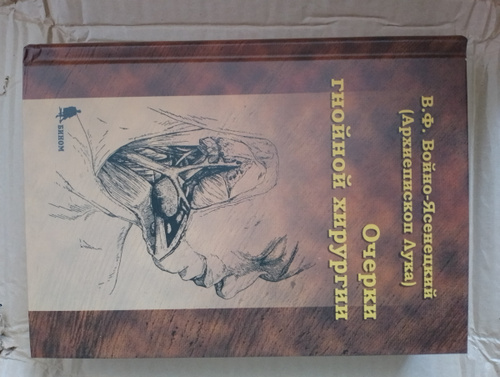 В.Ф. Войно-Ясенецкий
(Архиепископ Лука)
Очерки
гнойной хирургии
БИНОМ